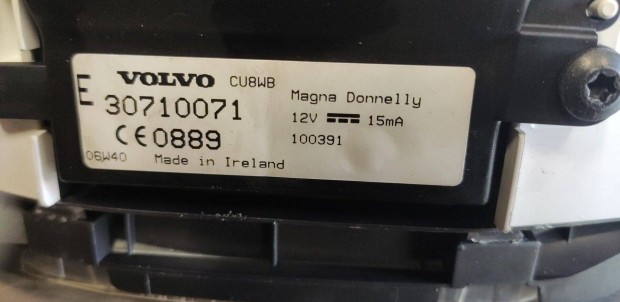 E VOLVO CU8WB
30710071
CE0889
06W40 Made in Ireland
Magna Donnelly
12V 15mA
100391